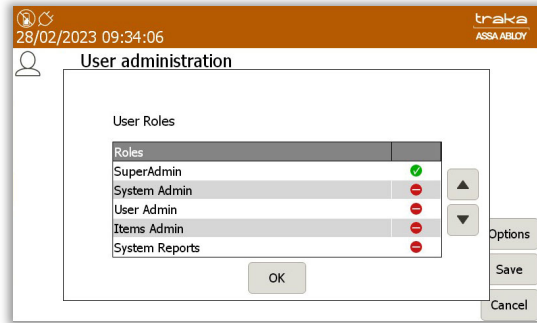 traka
28/02/2023 09:34:06
ASSA ABLOY
User administration
User Roles
Roles
SuperAdmin
System Admin
User Admin
Items Admin
System Reports
OK
Options
Save
Cancel